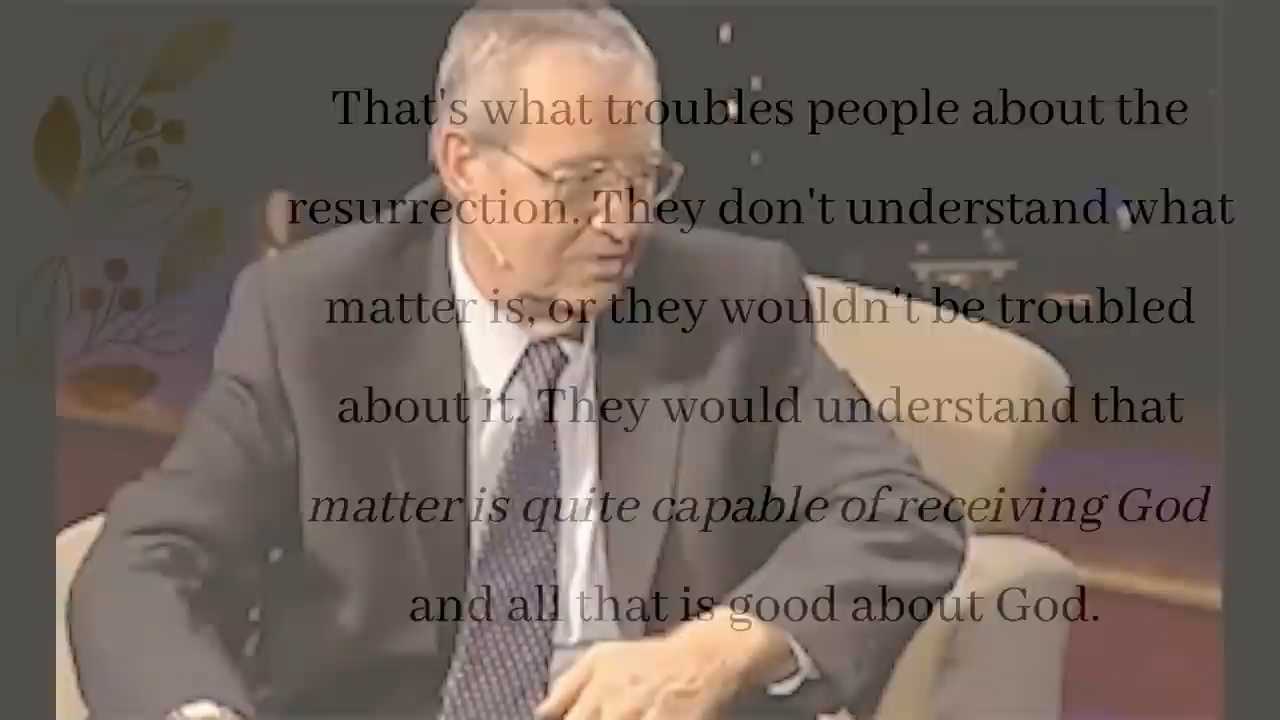 That's what troubles people about the
resurrection. They don't understand what
matter is, or they wouldn't be troubled
about it. They would understand that
matter is quite capable of receiving God
and all that is good about God.